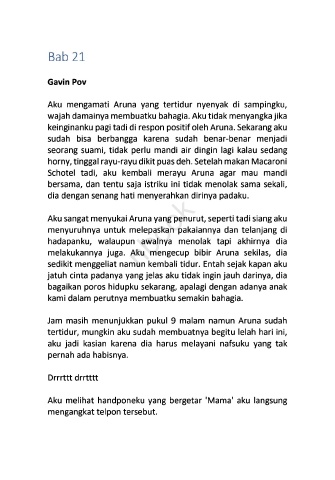 Bab 21
Gavin Pov
Aku mengamati Aruna yang tertidur nyenyak di sampingku,
wajah damainya membuatku bahagia. Aku tidak menyangka jika
keinginanku pagi tadi di respon positif oleh Aruna. Sekarang aku
sudah bisa berbangga karena sudah benar-benar menjadi
seorang suami, tidak perlu mandi air dingin lagi kalau sedang
horny, tinggal rayu-rayu dikit puas deh. Setelah makan Macaroni
Schotel tadi, aku kembali merayu Aruna agar mau mandi
bersama, dan tentu saja istriku ini tidak menolak sama sekali,
dia dengan senang hati menyerahkan dirinya padaku.
Aku sangat menyukai Aruna yang penurut, seperti tadi siang aku
menyuruhnya untuk melepaskan pakaiannya dan telanjang di
hadapanku, walaupun awalnya menolak tapi akhirnya dia
melakukannya juga. Aku mengecup bibir Aruna sekilas, dia
sedikit menggeliat namun kembali tidur. Entah sejak kapan aku
jatuh cinta padanya yang jelas aku tidak ingin jauh darinya, dia
bagaikan poros hidupku sekarang, apalagi dengan adanya anak
kami dalam perutnya membuatku semakin bahagia.
Jam masih menunjukkan pukul 9 malam namun Aruna sudah
tertidur, mungkin aku sudah membuatnya begitu lelah hari ini,
aku jadi kasian karena dia harus melayani nafsuku yang tak
pernah ada habisnya.
Drrrttt drrtttt
Aku melihat handponeku yang bergetar 'Mama' aku langsung
mengangkat telpon tersebut.